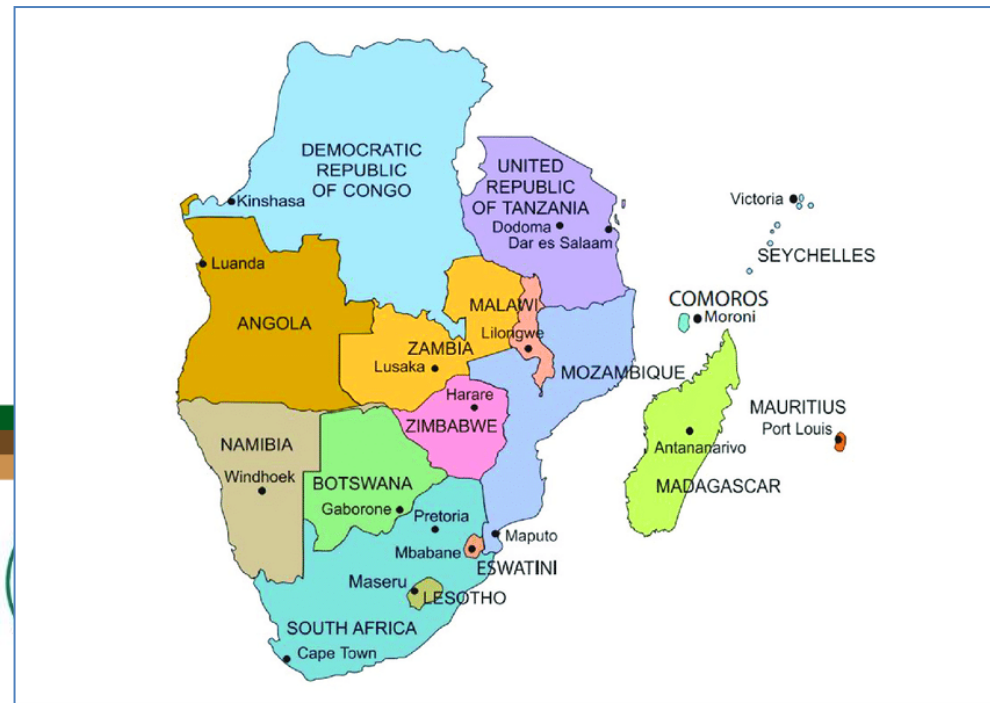 DEMOCRATIC
REPUBLIC
OF CONGO
Kinshasa
UNITED
REPUBLIC
OF TANZANIA
Dodoma
Dar es Salaam
Victoria
SEYCHELLES
Luanda
ANGOLA
MALAWI
Lilongwe
ZAMBIA
Lusaka
COMOROS
Moroni
MOZAMBIQUE
Harare
ZIMBABWE
MAURITIUS
Port Louis
Antananarivo
MADAGASCAR
NAMIBIA
Windhoek
BOTSWANA
Gaborone
Pretoria
Maputo
Mbabane
ESWATINI
Maseru
LESOTHO
SOUTH AFRICA
Cape Town